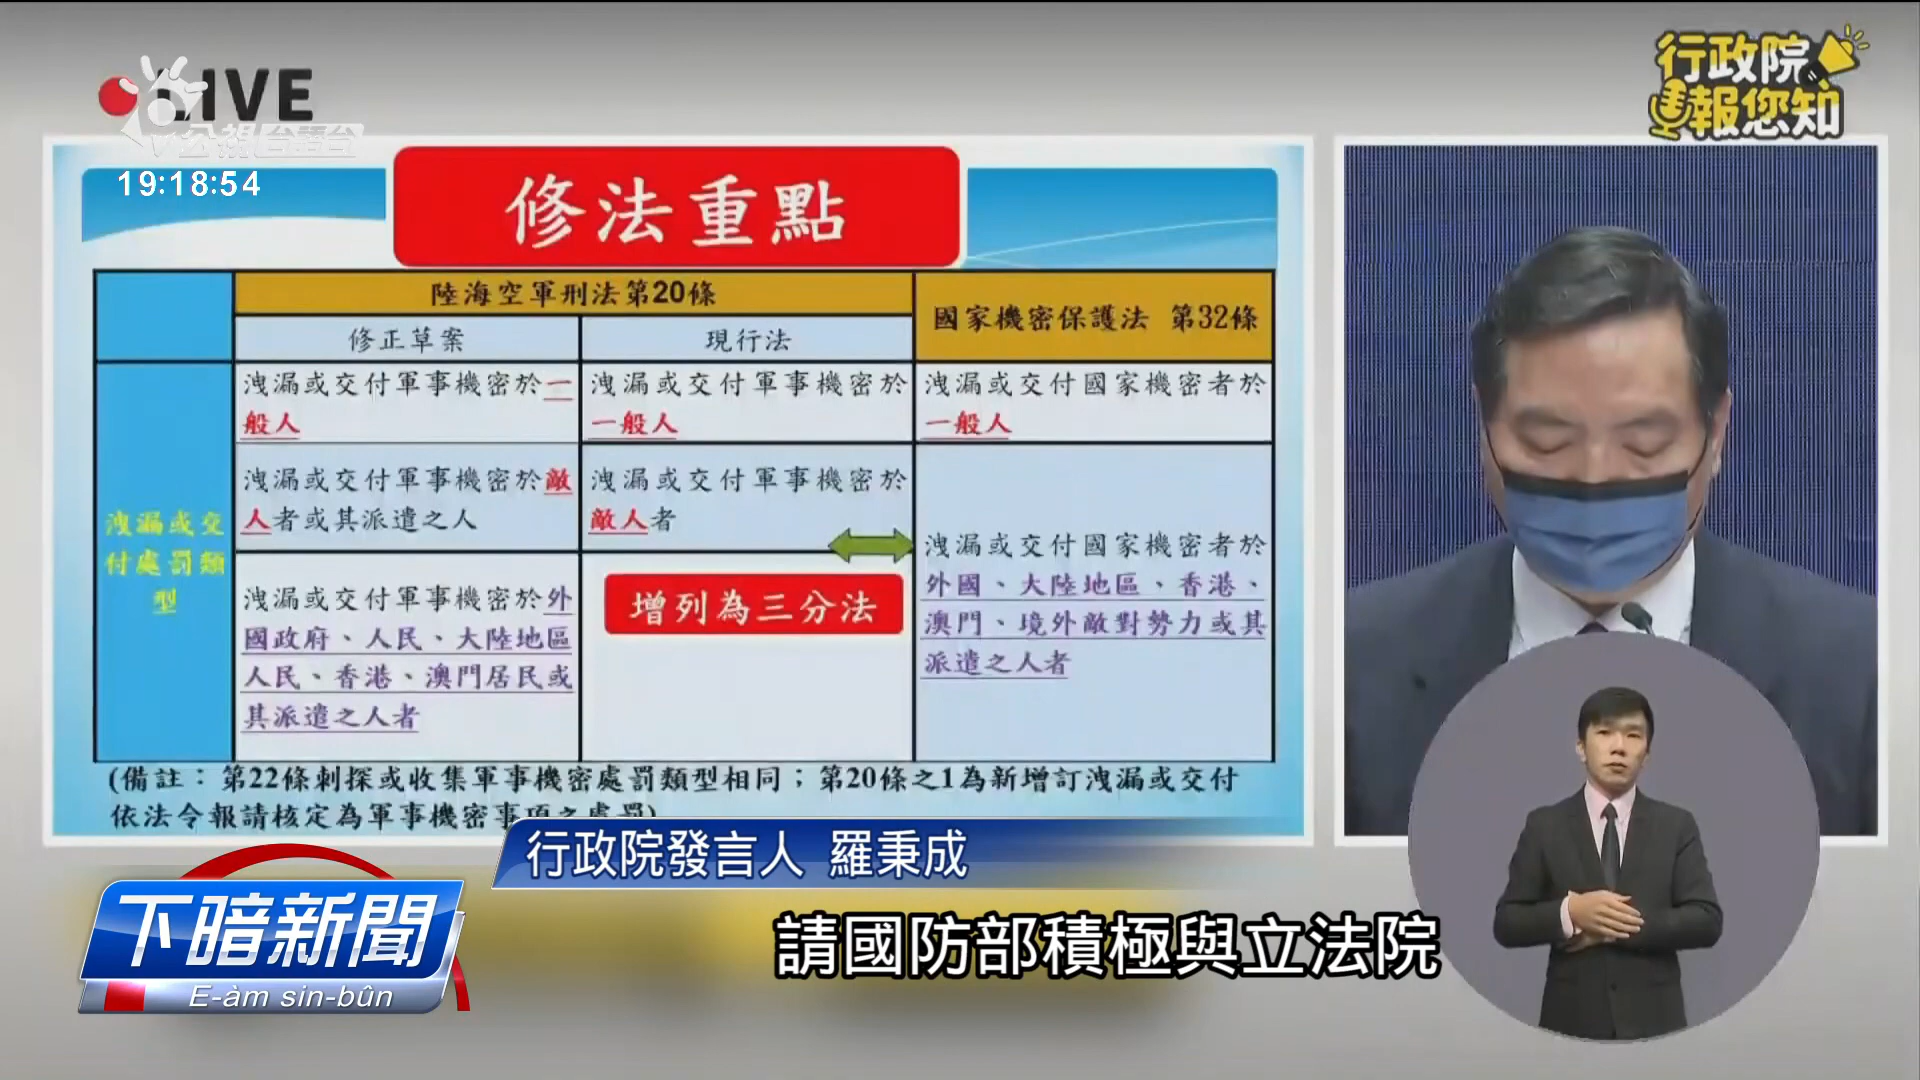 LIVE
公視台語台
19:18:54
行政院
報您知
修法重點
陸海空軍刑法第20條
國家機密保護法 第32條
修正草案
現行法
洩漏或交付處罰類型
洩漏或交付軍事機密於一
般人
洩漏或交付軍事機密於
一般人
洩漏或交付國家機密者於
一般人
洩漏或交付軍事機密於敵
人者或其派遣之人
洩漏或交付軍事機密於
敵人者
洩漏或交付軍事機密於外
國政府、人民、大陸地區
人民、香港、澳門居民或
其派遣之人者
增列為三分法
洩漏或交付國家機密者於
外國、大陸地區、香港、
澳門、境外敵對勢力或其
派遣之人者
(備註：第22條刺探或收集軍事機密處罰類型相同；第20條之1為新增訂洩漏或交付
依法令報請核定為軍事機密事項之處罰)
行政院發言人 羅秉成
下暗新聞
E-àm sin-bûn
請國防部積極與立法院